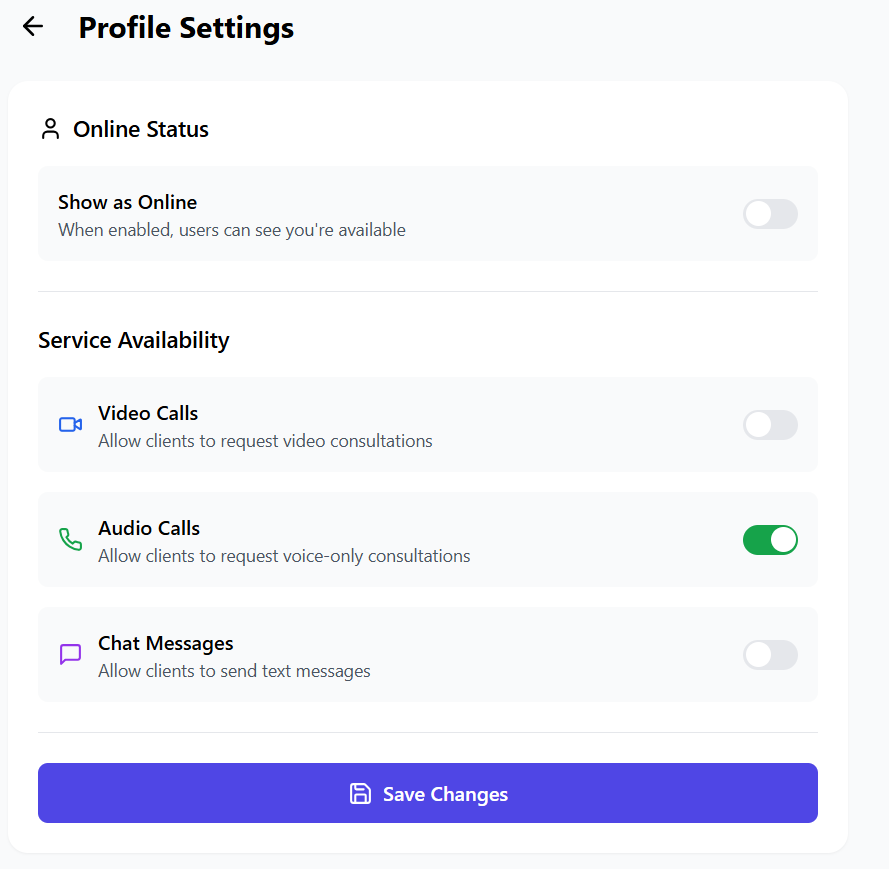 Profile Settings
Online Status
Show as Online
When enabled, users can see you're available
Service Availability
Video Calls
Allow clients to request video consultations
Audio Calls
Allow clients to request voice-only consultations
Chat Messages
Allow clients to send text messages
Save Changes